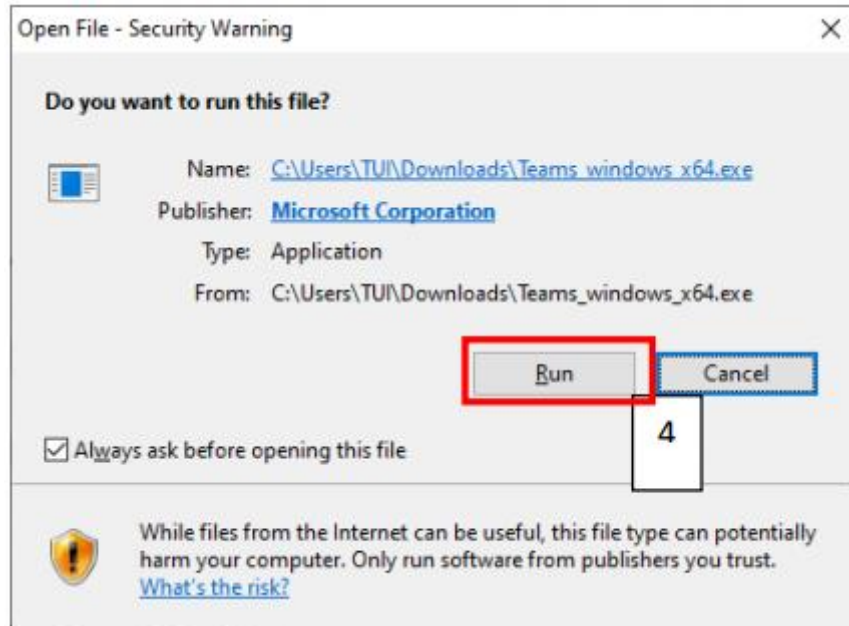 Open File - Security Warning
Do you want to run this file?
Name: C:\Users\TUI\Downloads\Teams_windows_x64.exe
Publisher: Microsoft Corporation
Type: Application
From: C:\Users\TUI\Downloads\Teams_windows_x64.exe
Run Cancel
4
Always ask before opening this file
While files from the Internet can be useful, this file type can potentially
harm your computer. Only run software from publishers you trust.
What's the risk?